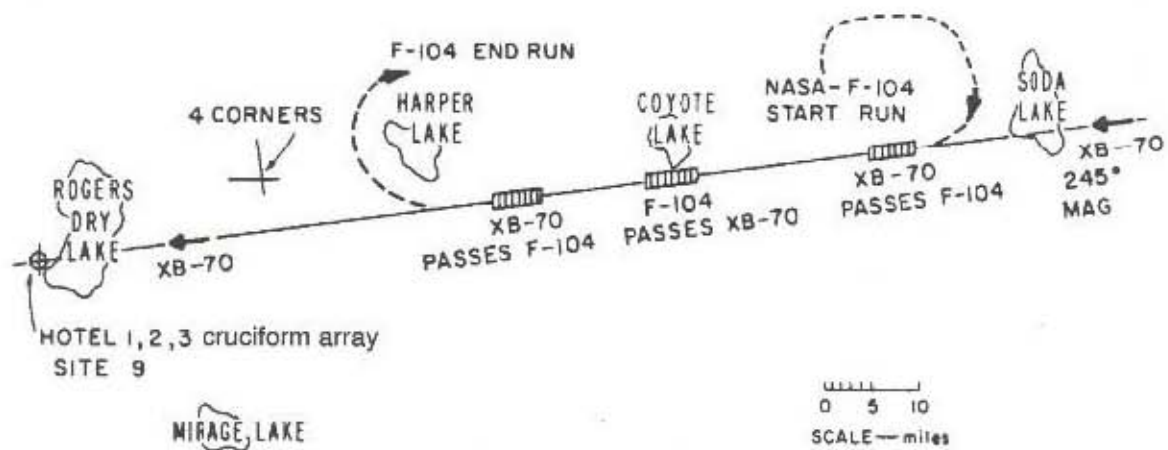 F-104 END RUN
4 CORNERS
HARPER
LAKE
COYOTE
LAKE
NASA-F-104
START RUN
SODA
LAKE
XB-70
245°
MAG
XB-70
PASSES F-104
F-104
PASSES XB-70
XB-70
PASSES F-104
ROGERS
DRY
LAKE
XB-70
HOTEL 1,2,3 cruciform array
SITE 9
MIRAGE LAKE
0 5 10
SCALE—miles